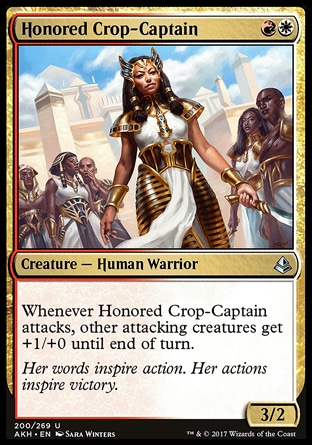 Honored Crop-Captain
Creature — Human Warrior
Whenever Honored Crop-Captain
attacks, other attacking creatures get
+1/+0 until end of turn.
Her words inspire action. Her actions
inspire victory.
3/2
200/269 U
AKH • EN Sara Winters
™ & © 2017 Wizards of the Coast